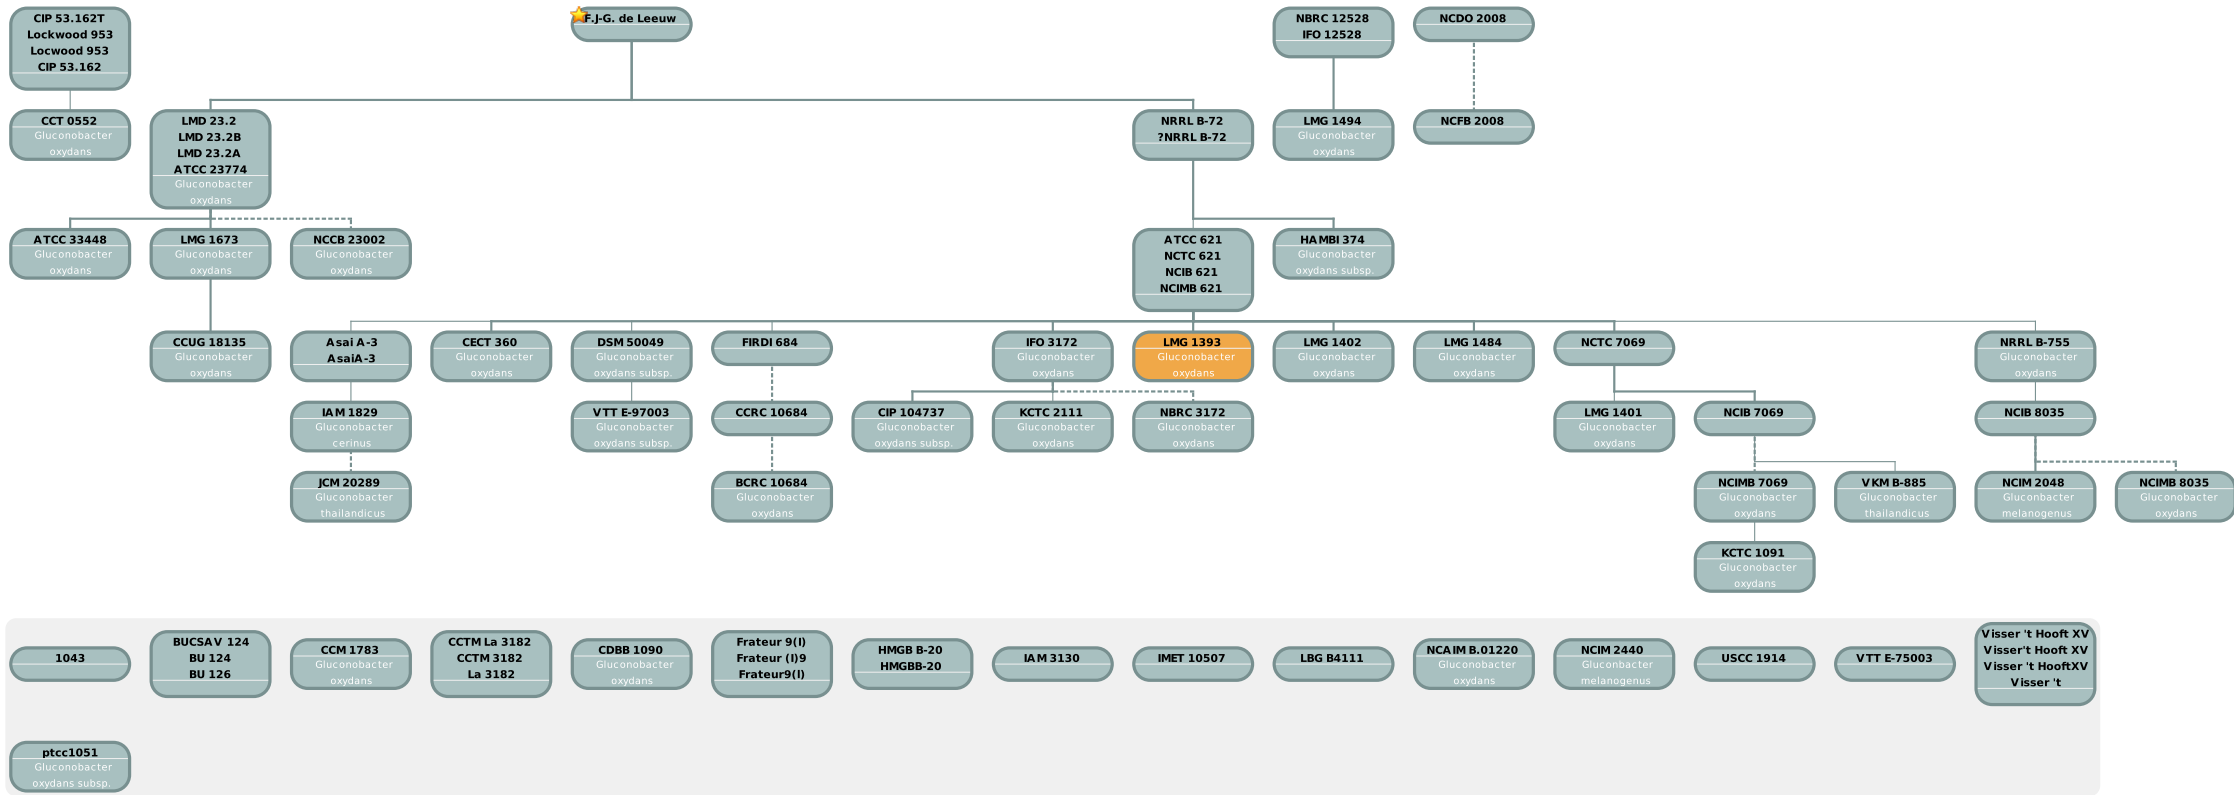 CIP 53.162T
Lockwood 953
Locwood 953
CIP 53.162
F.J-G. de Leeuw
NBRC 12528
IFO 12528
NCDO 2008
CCT 0552
Gluconobacter
oxydans
LMD 23.2
LMD 23.2B
LMD 23.2A
ATCC 23774
Gluconobacter
oxydans
NRRL B-72
?NRRL B-72
LMG 1494
Gluconobacter
oxydans
NCFB 2008
ATCC 33448
Gluconobacter
oxydans
LMG 1673
Gluconobacter
oxydans
NCCB 23002
Gluconobacter
oxydans
ATCC 621
NCTC 621
NCIB 621
NCIMB 621
HAMBI 374
Gluconobacter
oxydans subsp.
CCUG 18135
Gluconobacter
oxydans
Asai A-3
AsaiA-3
CECT 360
Gluconobacter
oxydans
DSM 50049
Gluconobacter
oxydans subsp.
FIRDI 684
IFO 3172
Gluconobacter
oxydans
LMG 1393
Gluconobacter
oxydans
LMG 1402
Gluconobacter
oxydans
LMG 1484
Gluconobacter
oxydans
NCTC 7069
NRRL B-755
Gluconobacter
oxydans
IAM 1829
Gluconobacter
cerinus
VTT E-97003
Gluconobacter
oxydans subsp.
CCRC 10684
CIP 104737
Gluconobacter
oxydans subsp.
KCTC 2111
Gluconobacter
oxydans
NBRC 3172
Gluconobacter
oxydans
LMG 1401
Gluconobacter
oxydans
NCIB 7069
NCIB 8035
JCM 20289
Gluconobacter
thailandicus
BCRC 10684
Gluconobacter
oxydans
NCIMB 7069
Gluconobacter
oxydans
VKM B-885
Gluconobacter
thailandicus
NCIM 2048
Gluconbacter
melanogenus
NCIMB 8035
Gluconobacter
oxydans
KCTC 1091
Gluconobacter
oxydans
1043
BUCSAV 124
BU 124
BU 126
CCM 1783
Gluconobacter
oxydans
CCTM La 3182
CCTM 3182
La 3182
CDBB 1090
Gluconobacter
oxydans
Frateur 9(I)
Frateur (I)9
Frateur9(I)
HMGB B-20
HMGBB-20
IAM 3130
IMET 10507
LBG B4111
NCAIM B.01220
Gluconobacter
oxydans
NCIM 2440
Gluconbacter
melanogenus
USCC 1914
VTT E-75003
Visser 't Hooft XV
Visser't Hooft XV
Visser 't HooftXV
Visser 't
ptcc1051
Gluconobacter
oxydans subsp.